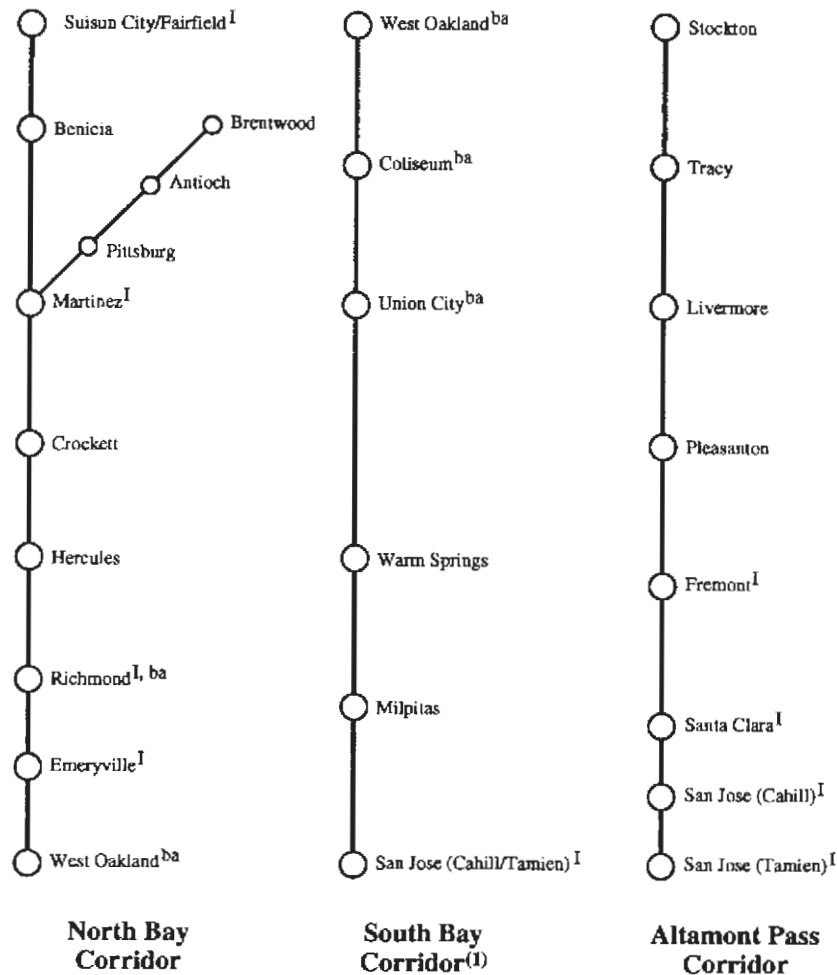 Suisun City/Fairfield I
Benicia
Brentwood
Antioch
Pittsburg
Martinez I
Crockett
Hercules
Richmond I, ba
Emeryville I
West Oakland ba
North Bay
Corridor
West Oakland ba
Coliseum ba
Union City ba
Warm Springs
Milpitas
San Jose (Cahill/Tamien) I
South Bay
Corridor(1)
Stockton
Tracy
Livermore
Pleasanton
Fremont I
Santa Clara I
San Jose (Cahill) I
San Jose (Tamien) I
Altamont Pass
Corridor